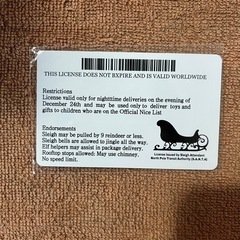 THIS LICENSE DOES NOT EXPIRE AND IS VALID WORLDWIDE
Restrictions
License valid only for nighttime deliveries on the evening of
December 24th and may be used only to deliver toys and
gifts to children who are on the Official Nice List
Endorsements
Sleigh may be pulled by 9 reindeer or less.
Sleigh bells are allowed to jingle all the way.
Elf helpers may assist in package delivery.
Rooftop stops allowed: May use chimney.
No speed limit.
License Issued by Sleigh Attendant
North Pole Transit Authority (S.A.N.T.A)